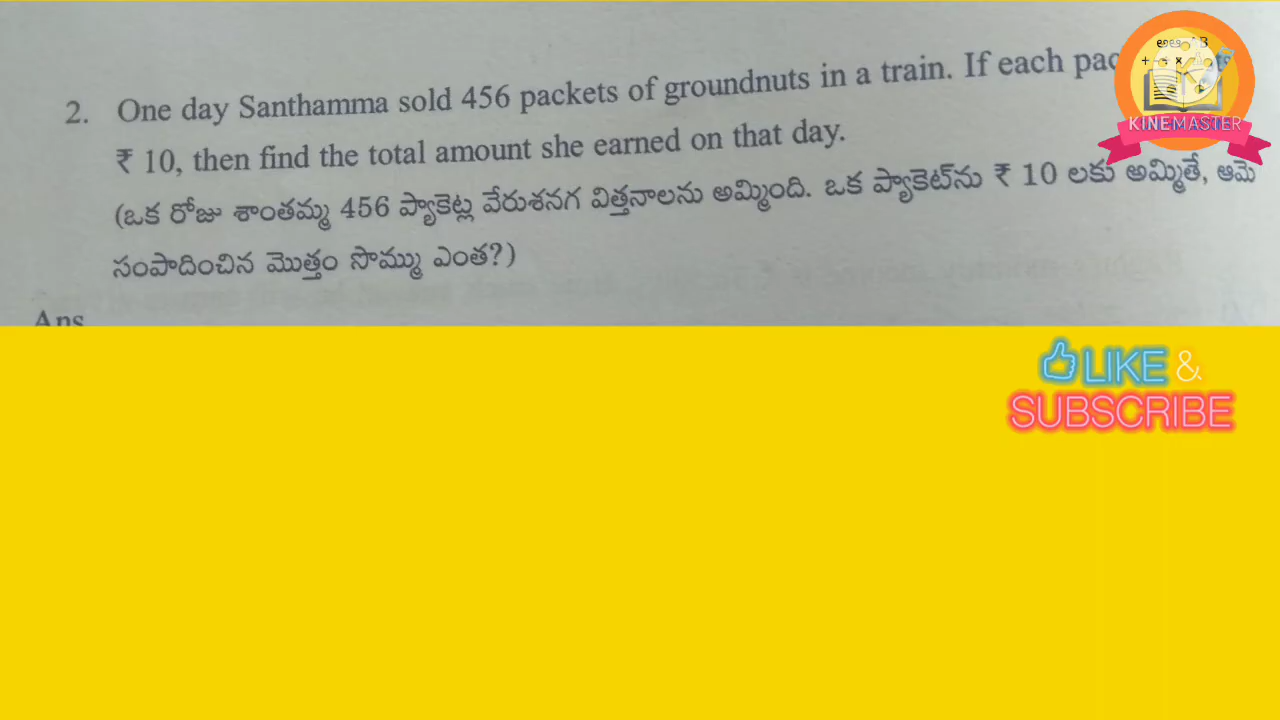 2. One day Santhamma sold 456 packets of groundnuts in a train. If each
₹ 10, then find the total amount she earned on that day.
(ఒక రోజు శాంతమ్మ 456 ప్యాకెట్ల వేరుశనగ విత్తనాలను అమ్మింది. ఒక ప్యాకెట్‌ను ₹ 10 లకు అమ్మితే, ఆమె
సంపాదించిన మొత్తం సొమ్ము ఎంత?)
Ans
KINEMASTER
LIKE &
SUBSCRIBE